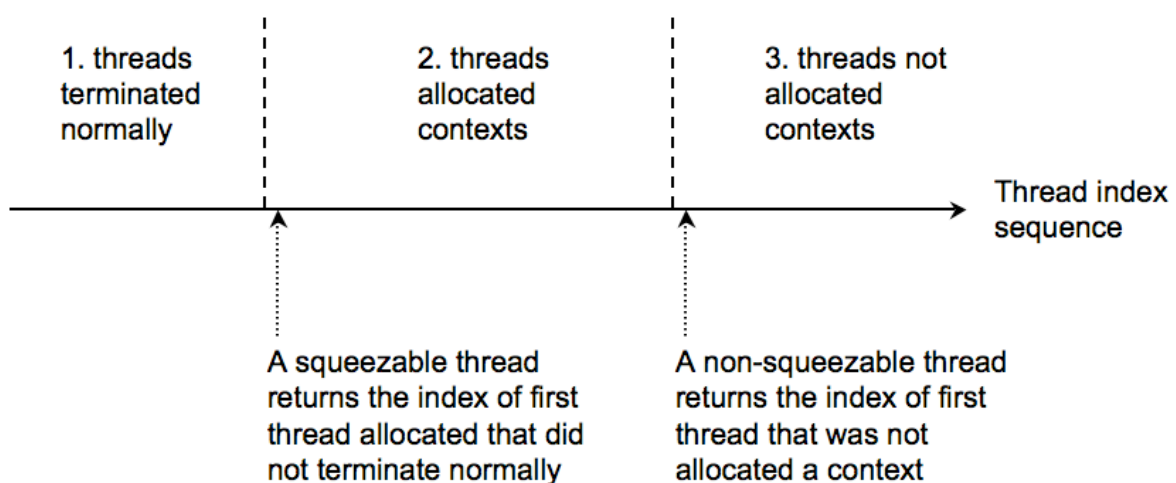 1. threads
terminated
normally
2. threads
allocated
contexts
3. threads not
allocated
contexts
Thread index
sequence
A squeezable thread
returns the index of first
thread allocated that did
not terminate normally
A non-squeezable thread
returns the index of first
thread that was not
allocated a context